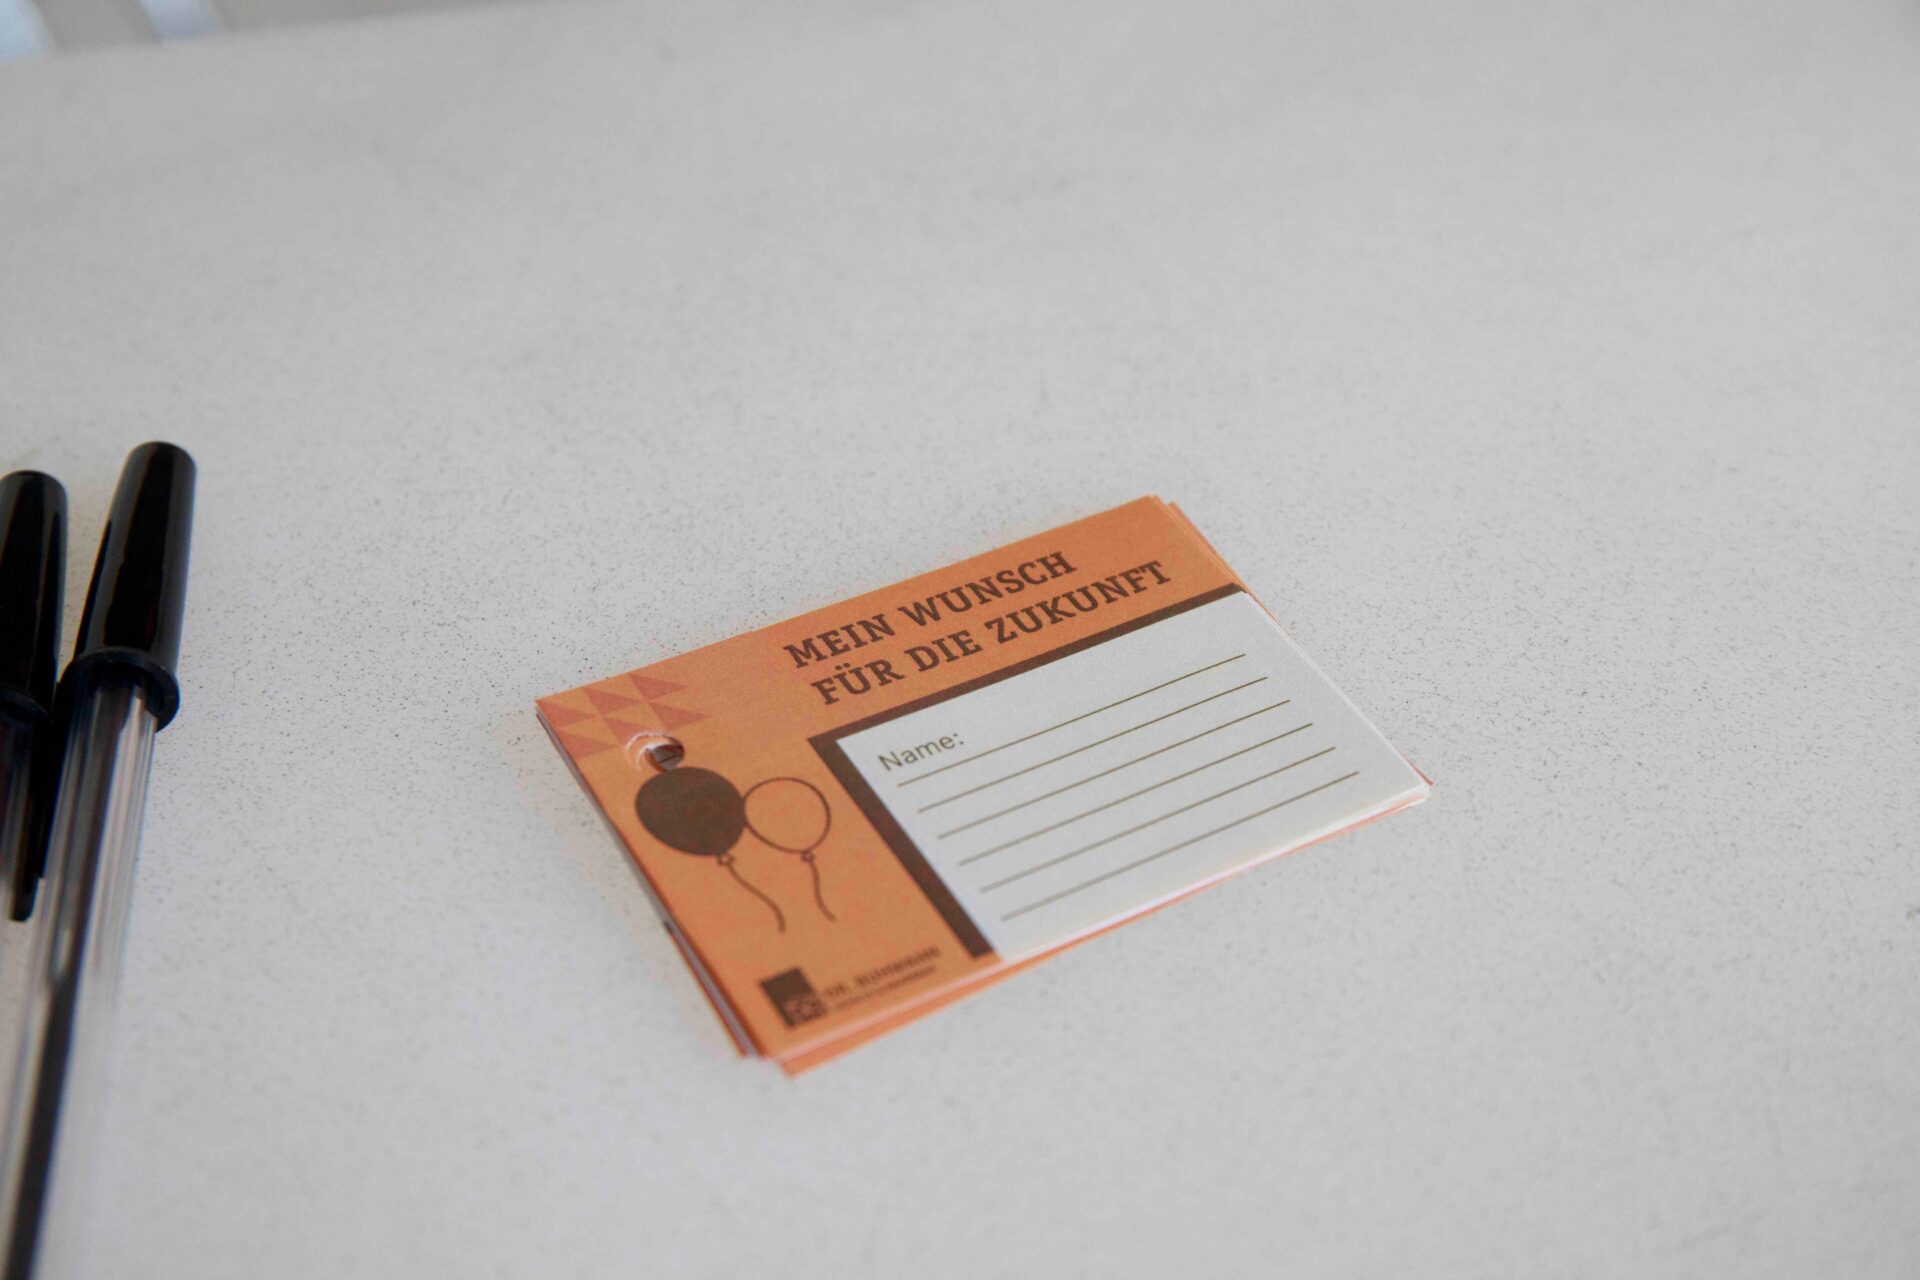 MEIN WUNSCH
FÜR DIE ZUKUNFT
Name: